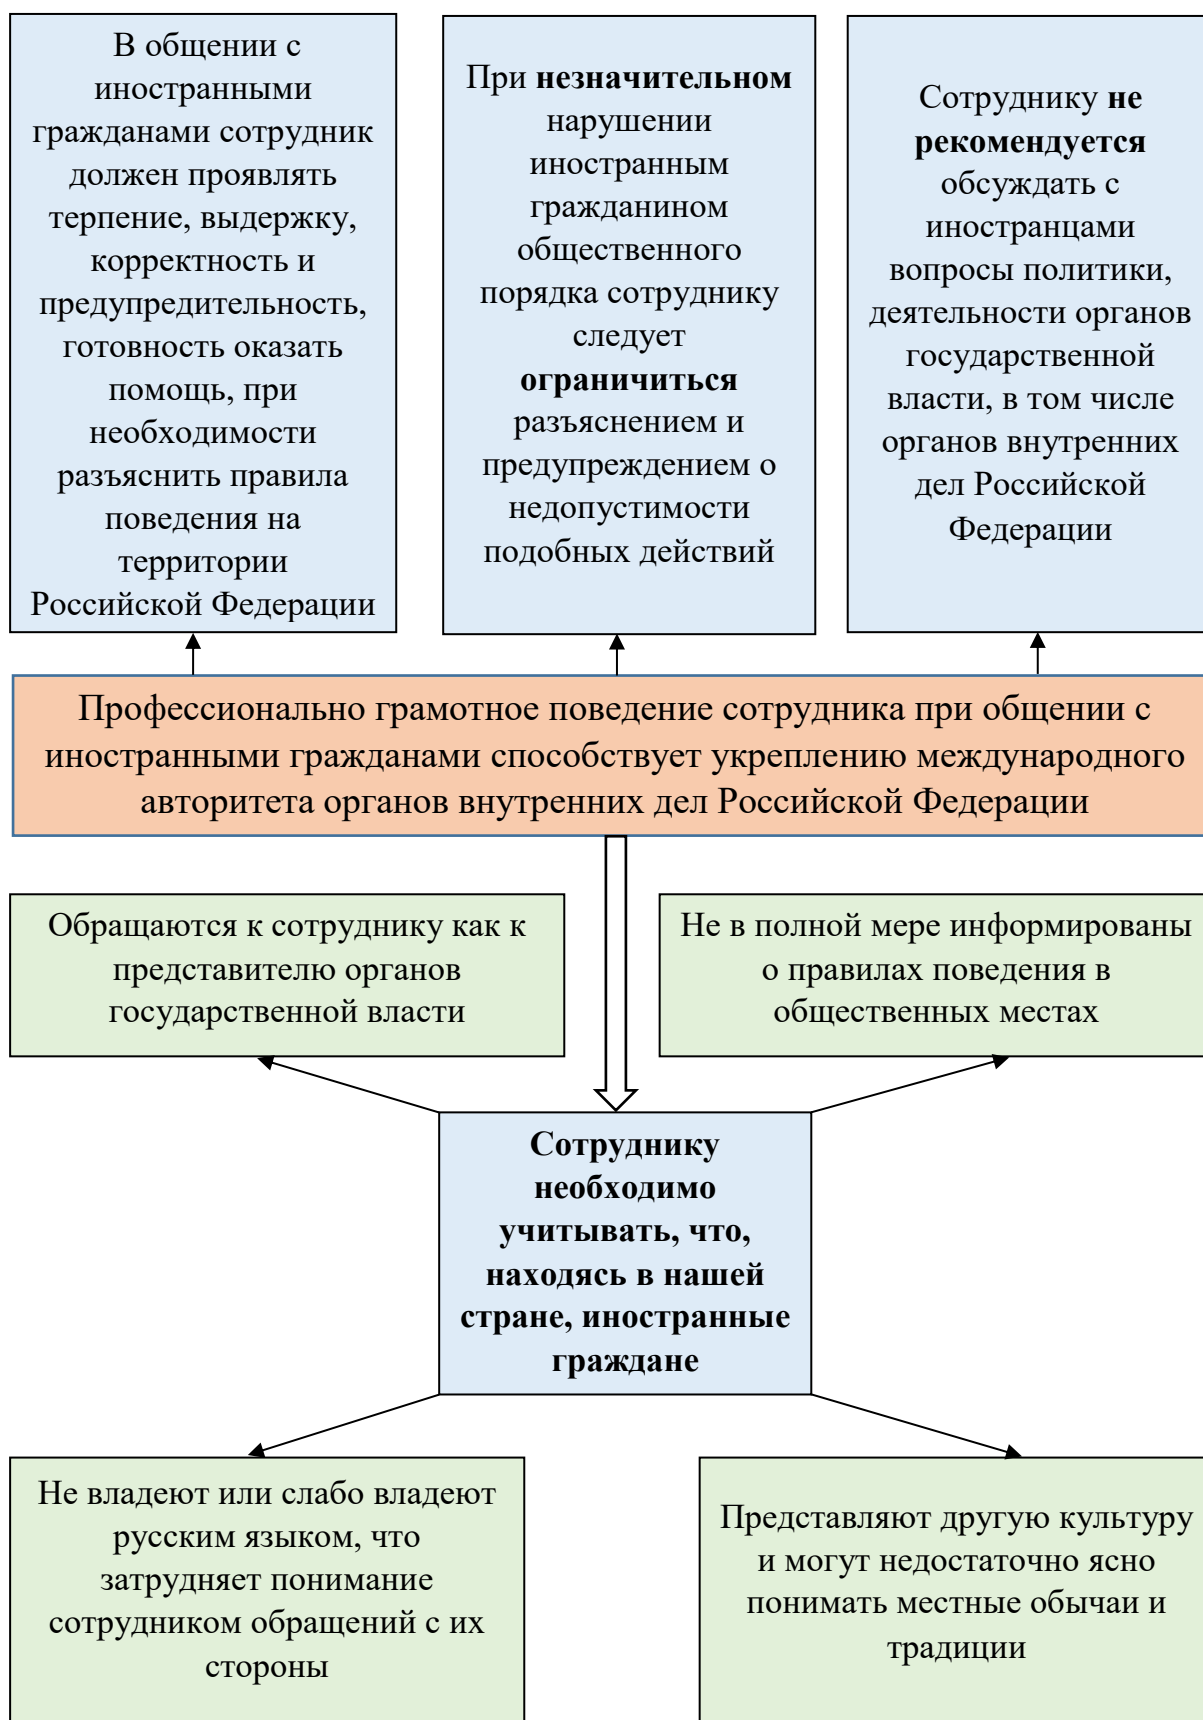 В общении с
иностранными
гражданами сотрудник
должен проявлять
терпение, выдержку,
корректность и
предупредительность,
готовность оказать
помощь, при
необходимости
разъяснить правила
поведения на
территории
Российской Федерации
При незначительном
нарушении
иностранным
гражданином
общественного
порядка сотруднику
следует
ограничиться
разъяснением и
предупреждением о
недопустимости
подобных действий
Сотруднику не
рекомендуется
обсуждать с
иностранцами
вопросы политики,
деятельности органов
государственной
власти, в том числе
органов внутренних
дел Российской
Федерации
Профессионально грамотное поведение сотрудника при общении с
иностранными гражданами способствует укреплению международного
авторитета органов внутренних дел Российской Федерации
Обращаются к сотруднику как к
представителю органов
государственной власти
Не в полной мере информированы
о правилах поведения в
общественных местах
Сотруднику
необходимо
учитывать, что,
находясь в нашей
стране, иностранные
граждане
Не владеют или слабо владеют
русским языком, что
затрудняет понимание
сотрудником обращений с их
стороны
Представляют другую культуру
и могут недостаточно ясно
понимать местные обычаи и
традиции